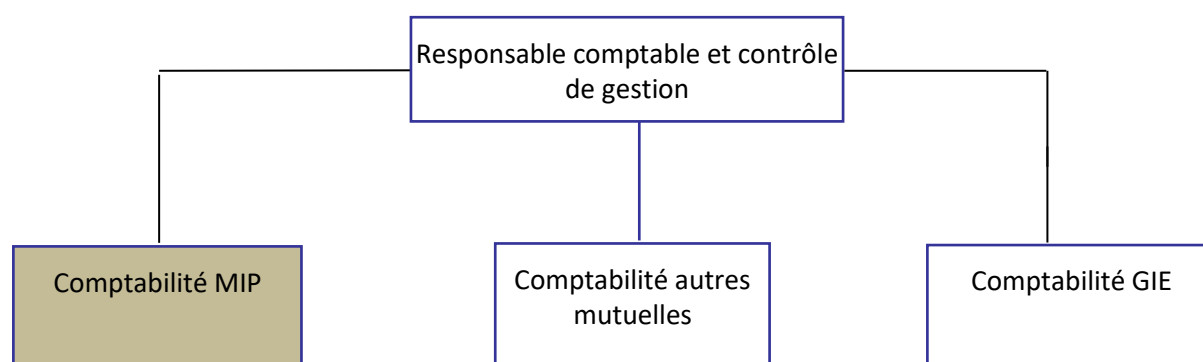 Responsable comptable et contrôle
de gestion
Comptabilité MIP
Comptabilité autres
mutuelles
Comptabilité GIE